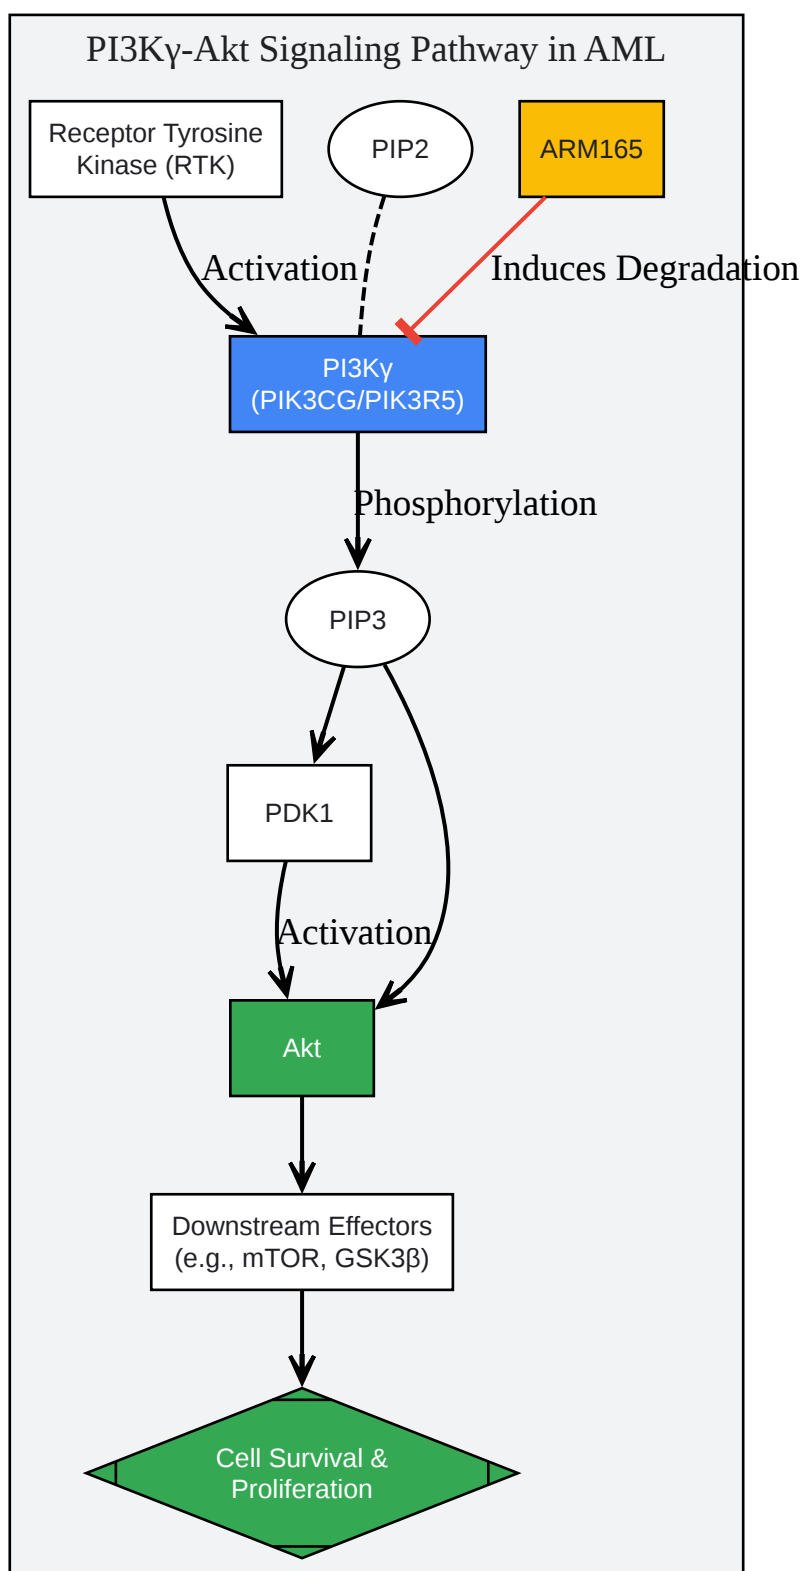 PI3Kγ-Akt Signaling Pathway in AML
Receptor Tyrosine
Kinase (RTK)
PIP2
ARM165
Activation
Induces Degradation
PI3Kγ
(PIK3CG/PIK3R5)
Phosphorylation
PIP3
PDK1
Activation
Akt
Downstream Effectors
(e.g., mTOR, GSK3β)
Cell Survival &
Proliferation